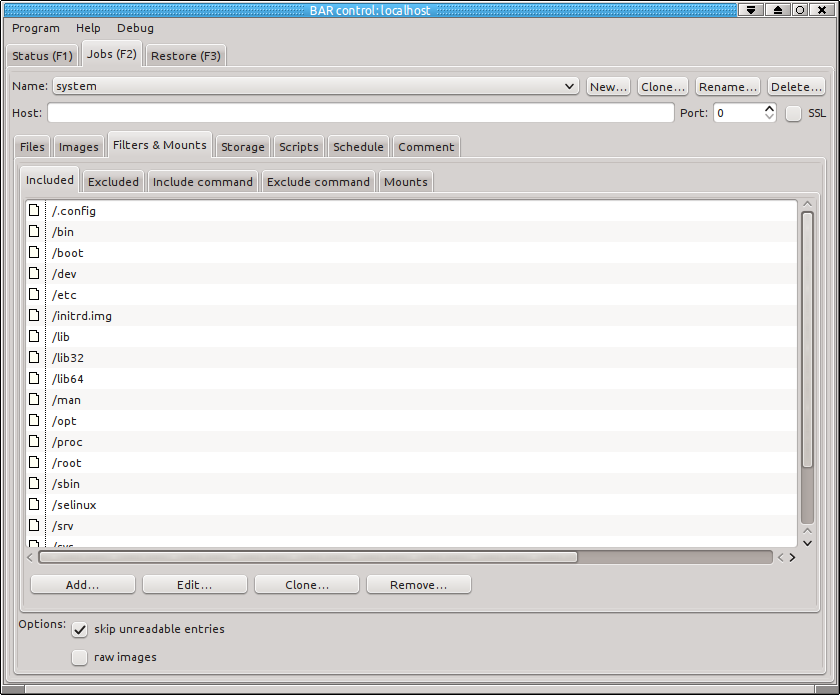 BAR control: localhost
Program Help Debug
Status (F1) Jobs (F2) Restore (F3)
Name: system New... Clone... Rename... Delete...
Host: Port: 0 SSL
Files Images Filters & Mounts Storage Scripts Schedule Comment
Included Excluded Include command Exclude command Mounts
/.config
/bin
/boot
/dev
/etc
/initrd.img
/lib
/lib32
/lib64
/man
/opt
/proc
/root
/sbin
/selinux
/srv
Add... Edit... Clone... Remove...
Options: skip unreadable entries
raw images